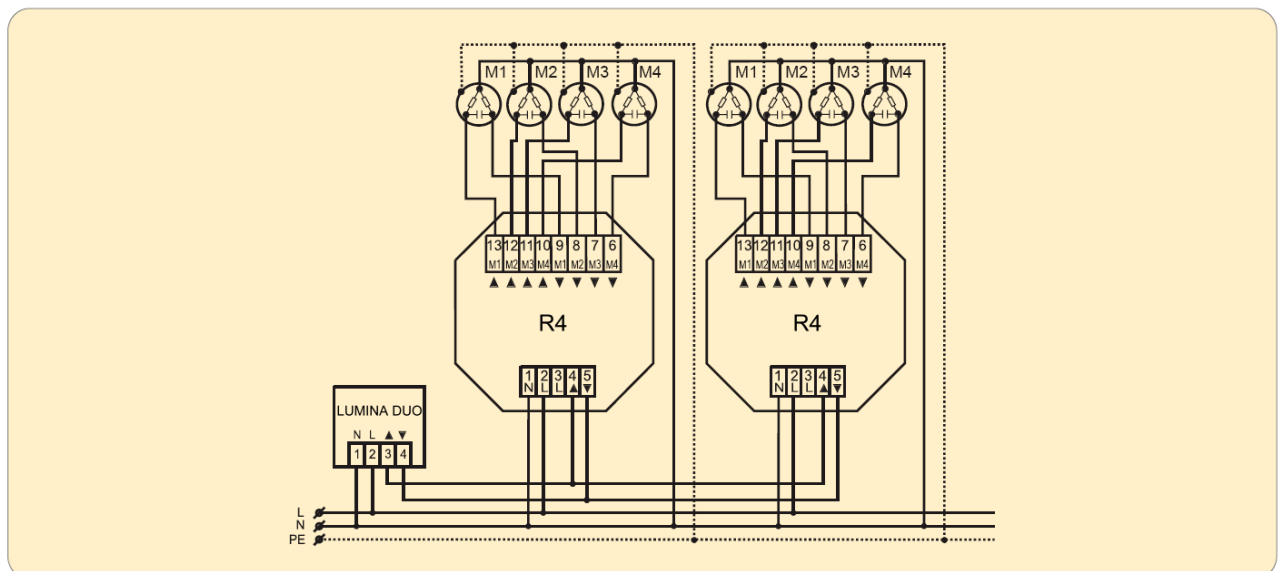 M1 M2 M3 M4 M1 M2 M3 M4
13 12 11 10 9 8 7 6 13 12 11 10 9 8 7 6
M1 M2 M3 M4 M1 M2 M3 M4 M1 M2 M3 M4 M1 M2 M3 M4
▲ ▲ ▲ ▲ ▼ ▼ ▼ ▼ ▲ ▲ ▲ ▲ ▼ ▼ ▼ ▼
R4 R4
1 2 3 4 5 1 2 3 4 5
N L L ▲ ▼ N L L ▲ ▼
LUMINA DUO
N L ▲ ▼
1 2 3 4
L
N
PE